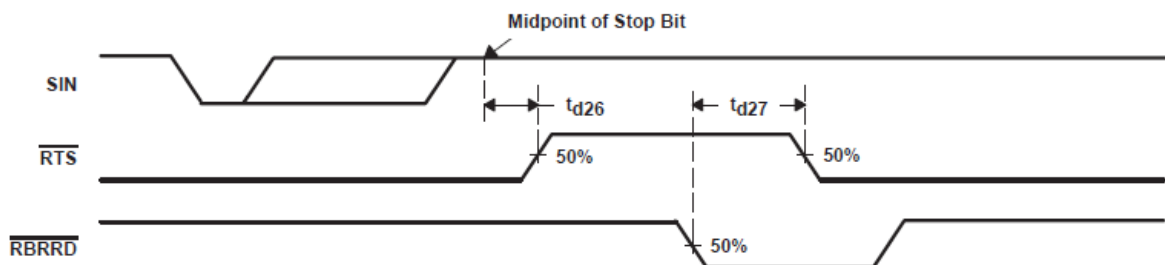 Midpoint of Stop Bit
SIN
td26
td27
RTS
50%
50%
RBRRD
50%